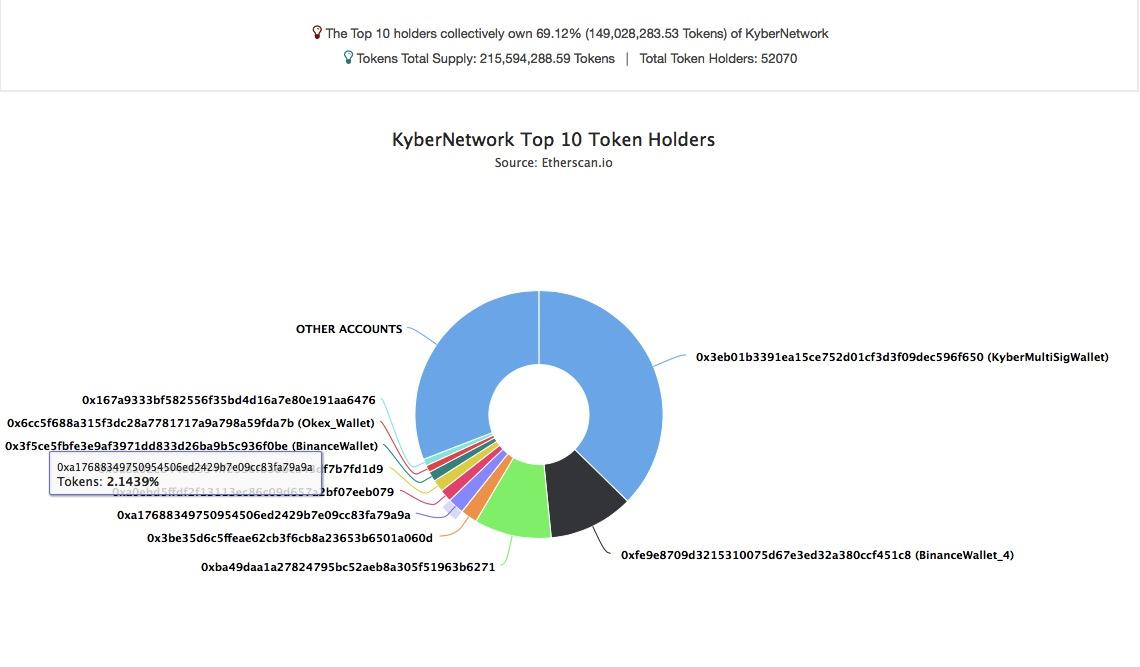 The Top 10 holders collectively own 69.12% (149,028,283.53 Tokens) of KyberNetwork
Tokens Total Supply: 215,594,288.59 Tokens | Total Token Holders: 52070
KyberNetwork Top 10 Token Holders
Source: Etherscan.io
OTHER ACCOUNTS
0x3eb01b3391ea15ce752d01cf3d3f09dec596f650 (KyberMultiSigWallet)
0x167a9333bf582556f35bd4d16a7e80e191aa6476
0x6cc5f688a315f3dc28a7781717a9a798a59fda7b (Okex_Wallet)
0x3f5ce5fbfe3e9af3971dd833d26ba9b5c936f0be (BinanceWallet)
0xa17688349750954506ed2429b7e09cc83fa79a9a
Tokens: 2.1439%
0xa17688349750954506ed2429b7e09cc83fa79a9a
0x3be35d6c5ffeae62cb3f6cb8a23653b6501a060d
0xfe9e8709d3215310075d67e3ed32a380ccf451c8 (BinanceWallet_4)
0xba49daa1a27824795bc52aeb8a305f51963b6271